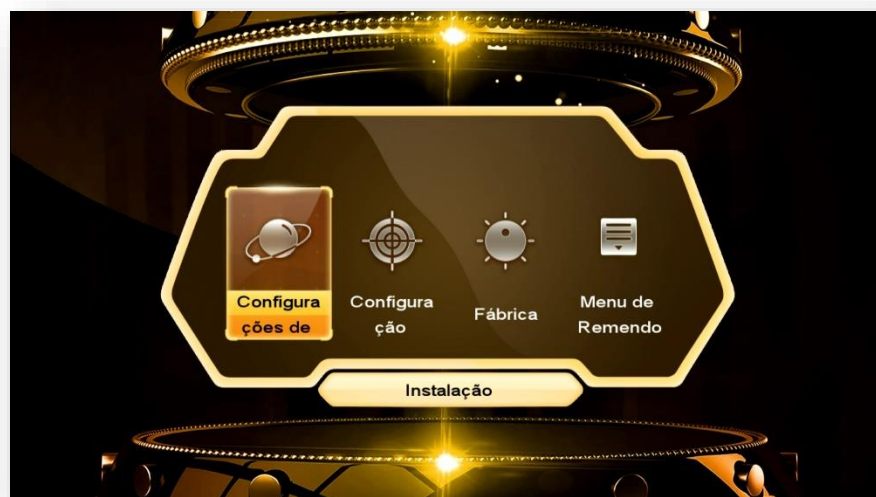 Configura
ções de
Configura
ção
Fábrica
Menu de
Remendo
Instalação